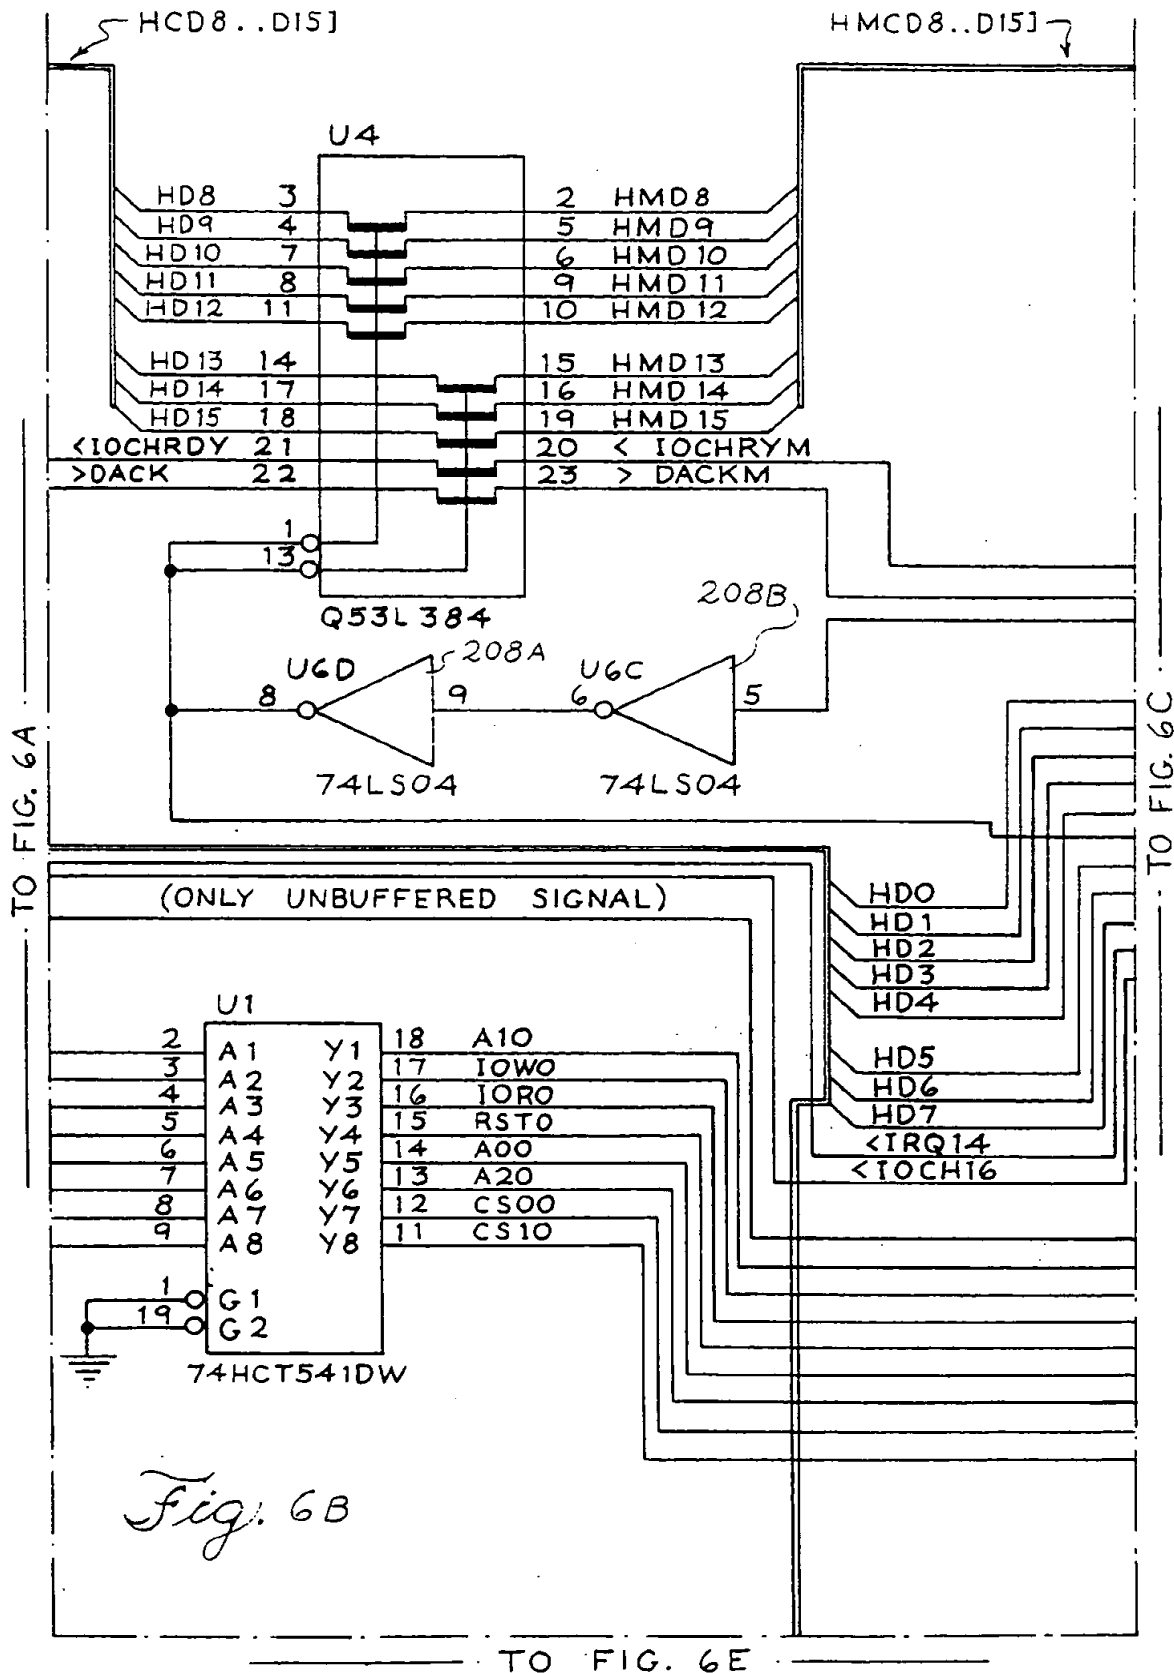 HCD8..D15]
HMCD8..D15]
U4
HD8 3 2 HMD8
HD9 4 5 HMD9
HD10 7 6 HMD10
HD11 8 9 HMD11
HD12 11 10 HMD12
HD13 14 15 HMD13
HD14 17 16 HMD14
HD15 18 19 HMD15
<IOCHRDY 21 20 < IOCHRYM
>DACK 22 23 > DACKM
1
13
Q53L384
208B
208A
U6D
U6C
8
9
6
5
74LS04
74LS04
TO FIG. 6A
TO FIG. 6C
(ONLY UNBUFFERED SIGNAL)
HD0
HD1
HD2
HD3
HD4
HD5
HD6
HD7
<IRQ14
<IOCH16
U1
2 A1 Y1 18 A10
3 A2 Y2 17 IOW0
4 A3 Y3 16 IOR0
5 A4 Y4 15 RST0
6 A5 Y5 14 A00
7 A6 Y6 13 A20
8 A7 Y7 12 CS00
9 A8 Y8 11 CS10
1 G1
19 G2
74HCT541DW
Fig. 6B
TO FIG. 6E